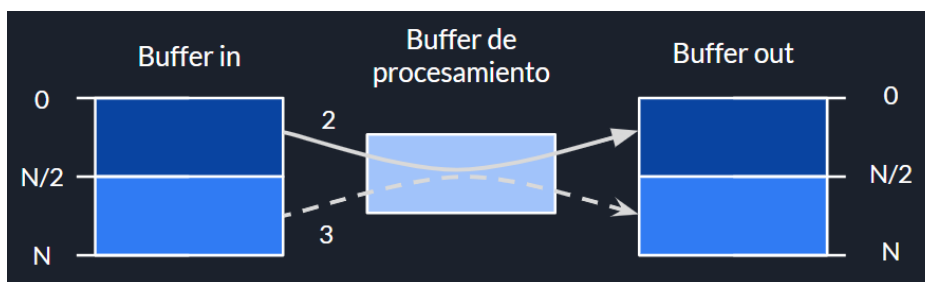 Buffer in
Buffer de
procesamiento
Buffer out
0
2
0
N/2
N/2
3
N
N